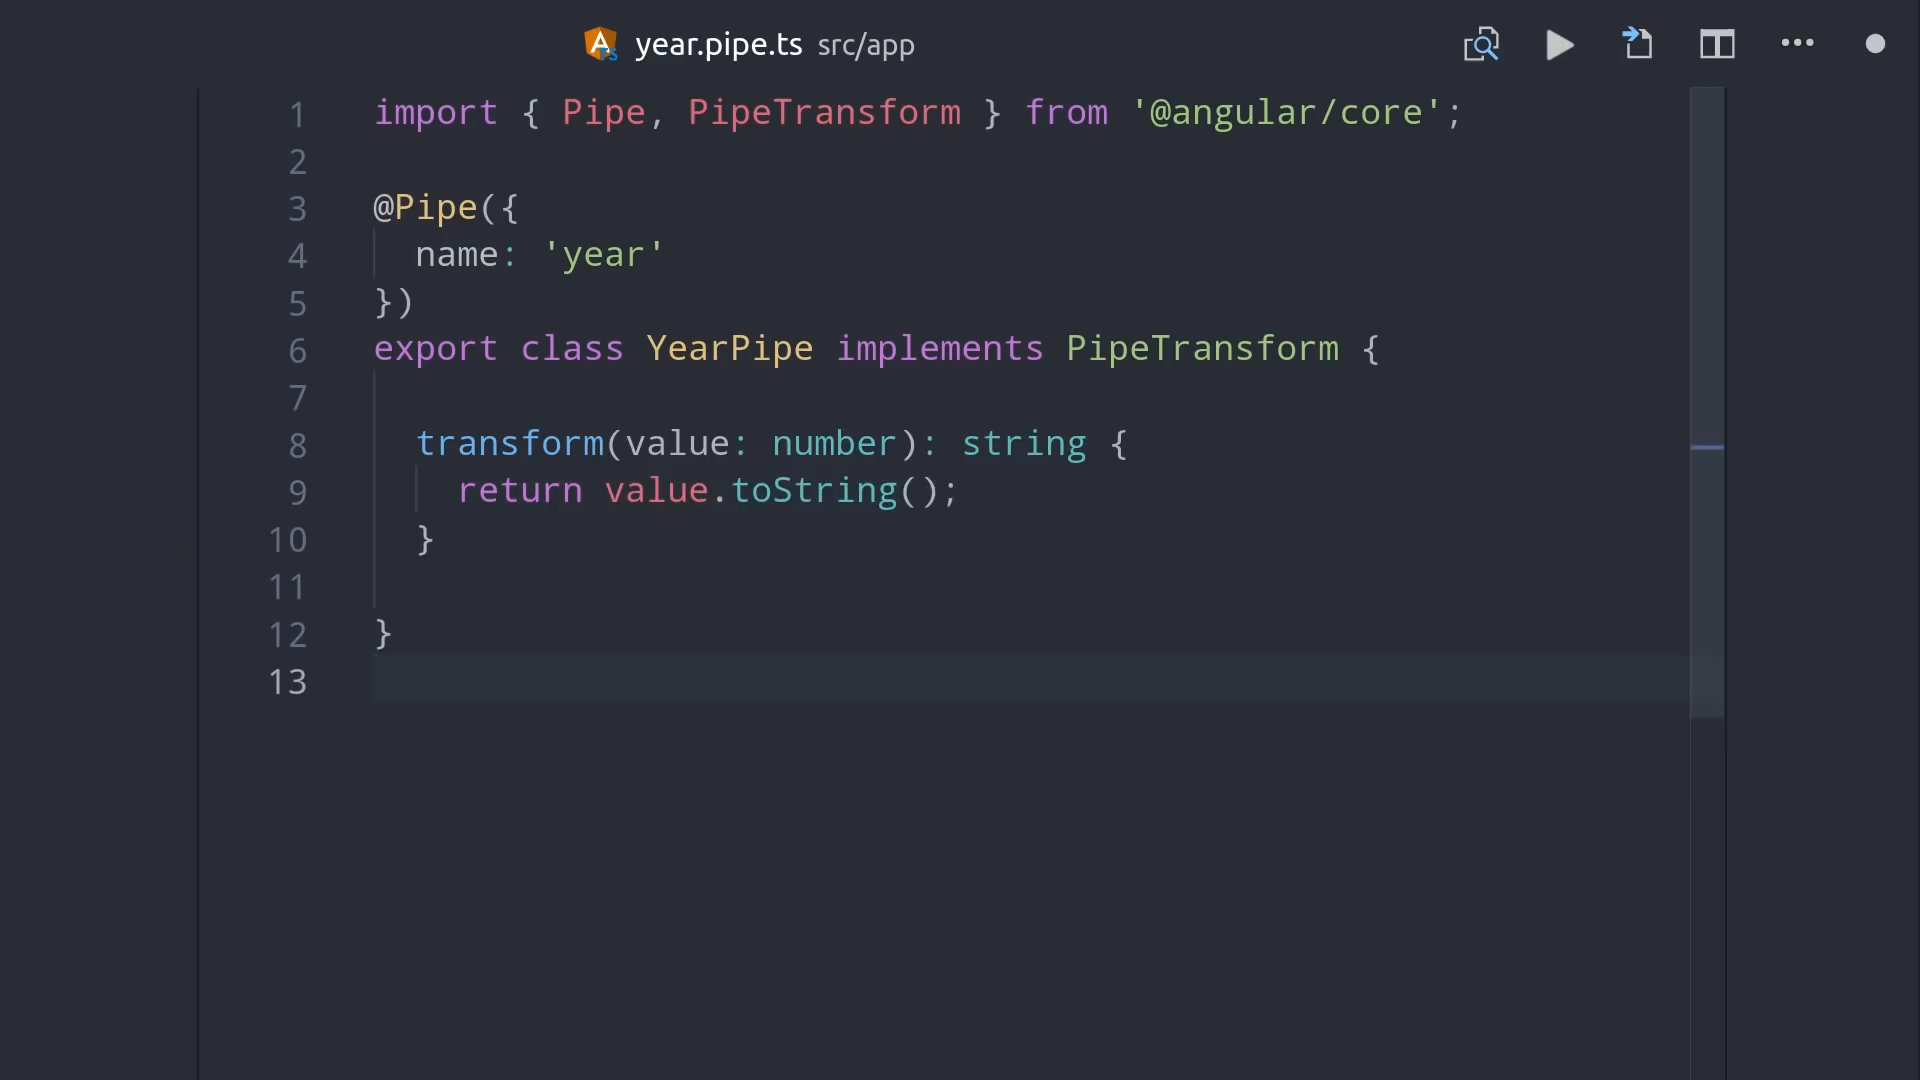 year.pipe.ts src/app
1 import { Pipe, PipeTransform } from '@angular/core';
2
3 @Pipe({
4   name: 'year'
5 })
6 export class YearPipe implements PipeTransform {
7
8   transform(value: number): string {
9     return value.toString();
10   }
11
12 }
13